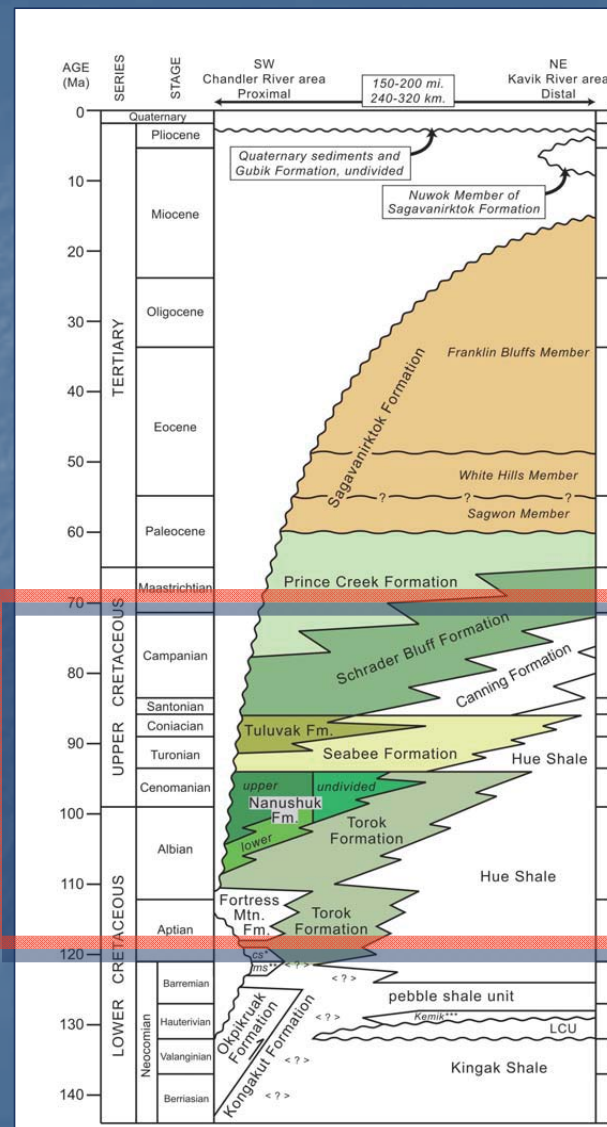 AGE
(Ma)
SERIES
STAGE
SW
Chandler River area
Proximal
150-200 mi.
240-320 km.
NE
Kavik River area
Distal
0
10
20
30
40
50
60
70
80
90
100
110
120
130
140
TERTIARY
UPPER CRETACEOUS
LOWER CRETACEOUS
Neocomian
Quaternary
Pliocene
Miocene
Oligocene
Eocene
Paleocene
Maastrichtian
Campanian
Santonian
Coniacian
Turonian
Cenomanian
Albian
Aptian
Barremian
Hauterivian
Valanginian
Berriasian
Quaternary sediments and
Gubik Formation, undivided
Nuwok Member of
Sagavanirktok Formation
Sagavanirktok Formation
Franklin Bluffs Member
White Hills Member
? ? ?
Sagwon Member
Prince Creek Formation
Schrader Bluff Formation
Canning Formation
Tuluvak Fm.
Seabee Formation
Hue Shale
upper
undivided
Nanushuk
Fm.
lower
Torok
Formation
Hue Shale
Fortress
Mtn.
Fm.
Torok
Formation
cs*
ms**
< ? >
< ? >
pebble shale unit
Kemik***
< ? >
LCU
Okpikruak
Formation
Kongakut Formation
< ? >
Kingak Shale
< ? >